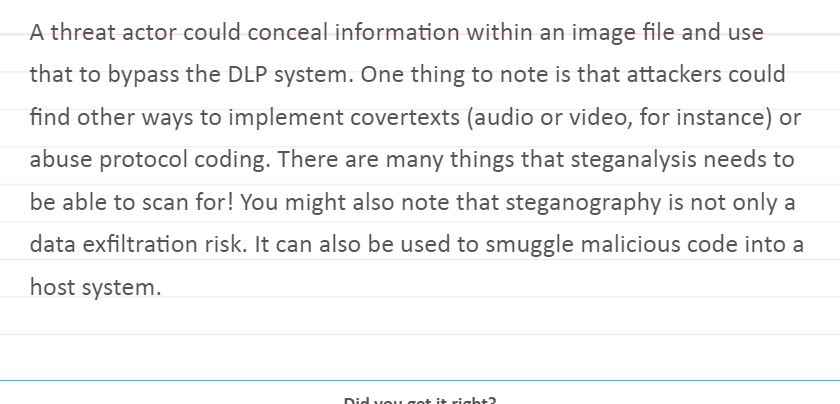 A threat actor could conceal information within an image file and use
that to bypass the DLP system. One thing to note is that attackers could
find other ways to implement covertexts (audio or video, for instance) or
abuse protocol coding. There are many things that steganalysis needs to
be able to scan for! You might also note that steganography is not only a
data exfiltration risk. It can also be used to smuggle malicious code into a
host system.
Did you get it right?